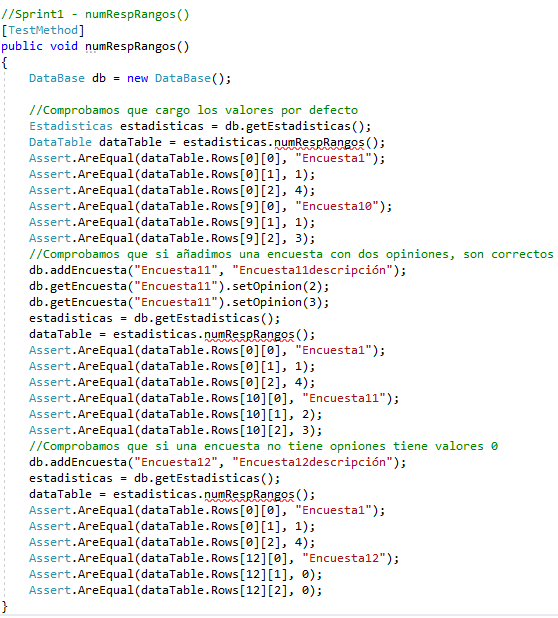 //Sprint1 - numRespRangos()
[TestMethod]
public void numRespRangos()
{
    DataBase db = new DataBase();

    //Comprobamos que cargo los valores por defecto
    Estadisticas estadisticas = db.getEstadisticas();
    DataTable dataTable = estadisticas.numRespRangos();
    Assert.AreEqual(dataTable.Rows[0][0], "Encuesta1");
    Assert.AreEqual(dataTable.Rows[0][1], 1);
    Assert.AreEqual(dataTable.Rows[0][2], 4);
    Assert.AreEqual(dataTable.Rows[9][0], "Encuesta10");
    Assert.AreEqual(dataTable.Rows[9][1], 1);
    Assert.AreEqual(dataTable.Rows[9][2], 3);
    //Comprobamos que si añadimos una encuesta con dos opiniones, son correctos
    db.addEncuesta("Encuesta11", "Encuesta11descripción");
    db.getEncuesta("Encuesta11").setOpinion(2);
    db.getEncuesta("Encuesta11").setOpinion(3);
    estadisticas = db.getEstadisticas();
    dataTable = estadisticas.numRespRangos();
    Assert.AreEqual(dataTable.Rows[0][0], "Encuesta1");
    Assert.AreEqual(dataTable.Rows[0][1], 1);
    Assert.AreEqual(dataTable.Rows[0][2], 4);
    Assert.AreEqual(dataTable.Rows[10][0], "Encuesta11");
    Assert.AreEqual(dataTable.Rows[10][1], 2);
    Assert.AreEqual(dataTable.Rows[10][2], 3);
    //Comprobamos que si una encuesta no tiene opniones tiene valores 0
    db.addEncuesta("Encuesta12", "Encuesta12descripción");
    estadisticas = db.getEstadisticas();
    dataTable = estadisticas.numRespRangos();
    Assert.AreEqual(dataTable.Rows[0][0], "Encuesta1");
    Assert.AreEqual(dataTable.Rows[0][1], 1);
    Assert.AreEqual(dataTable.Rows[0][2], 4);
    Assert.AreEqual(dataTable.Rows[12][0], "Encuesta12");
    Assert.AreEqual(dataTable.Rows[12][1], 0);
    Assert.AreEqual(dataTable.Rows[12][2], 0);
}